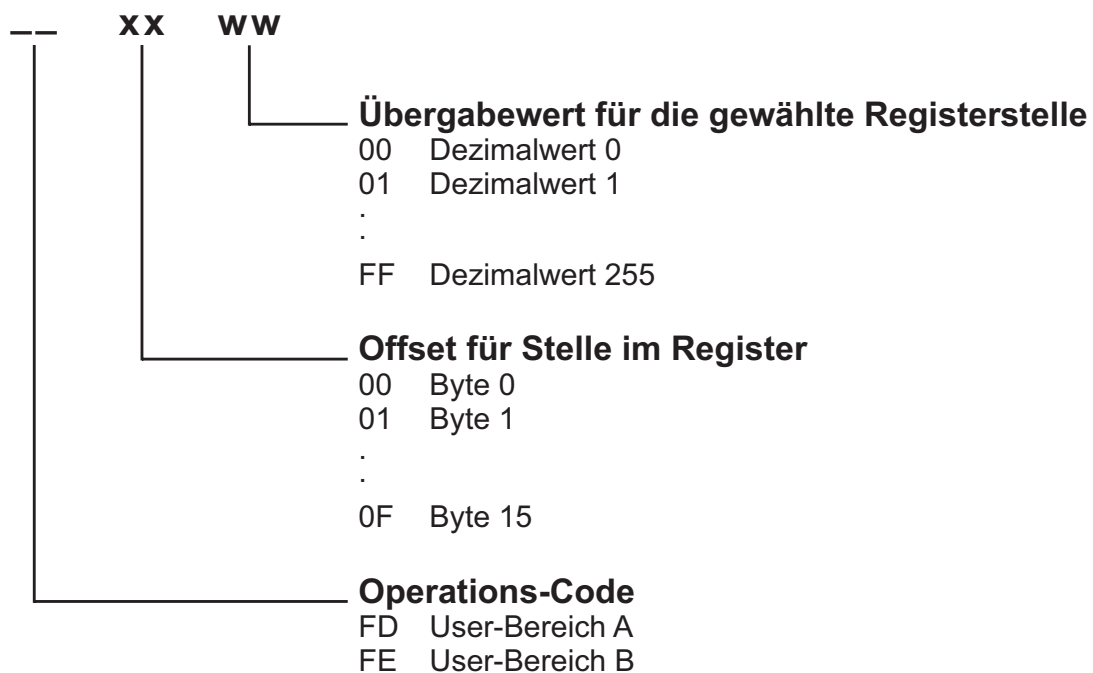 __ xx ww
Übergabewert für die gewählte Registerstelle
00 Dezimalwert 0
01 Dezimalwert 1
.
.
FF Dezimalwert 255
Offset für Stelle im Register
00 Byte 0
01 Byte 1
.
.
0F Byte 15
Operations-Code
FD User-Bereich A
FE User-Bereich B